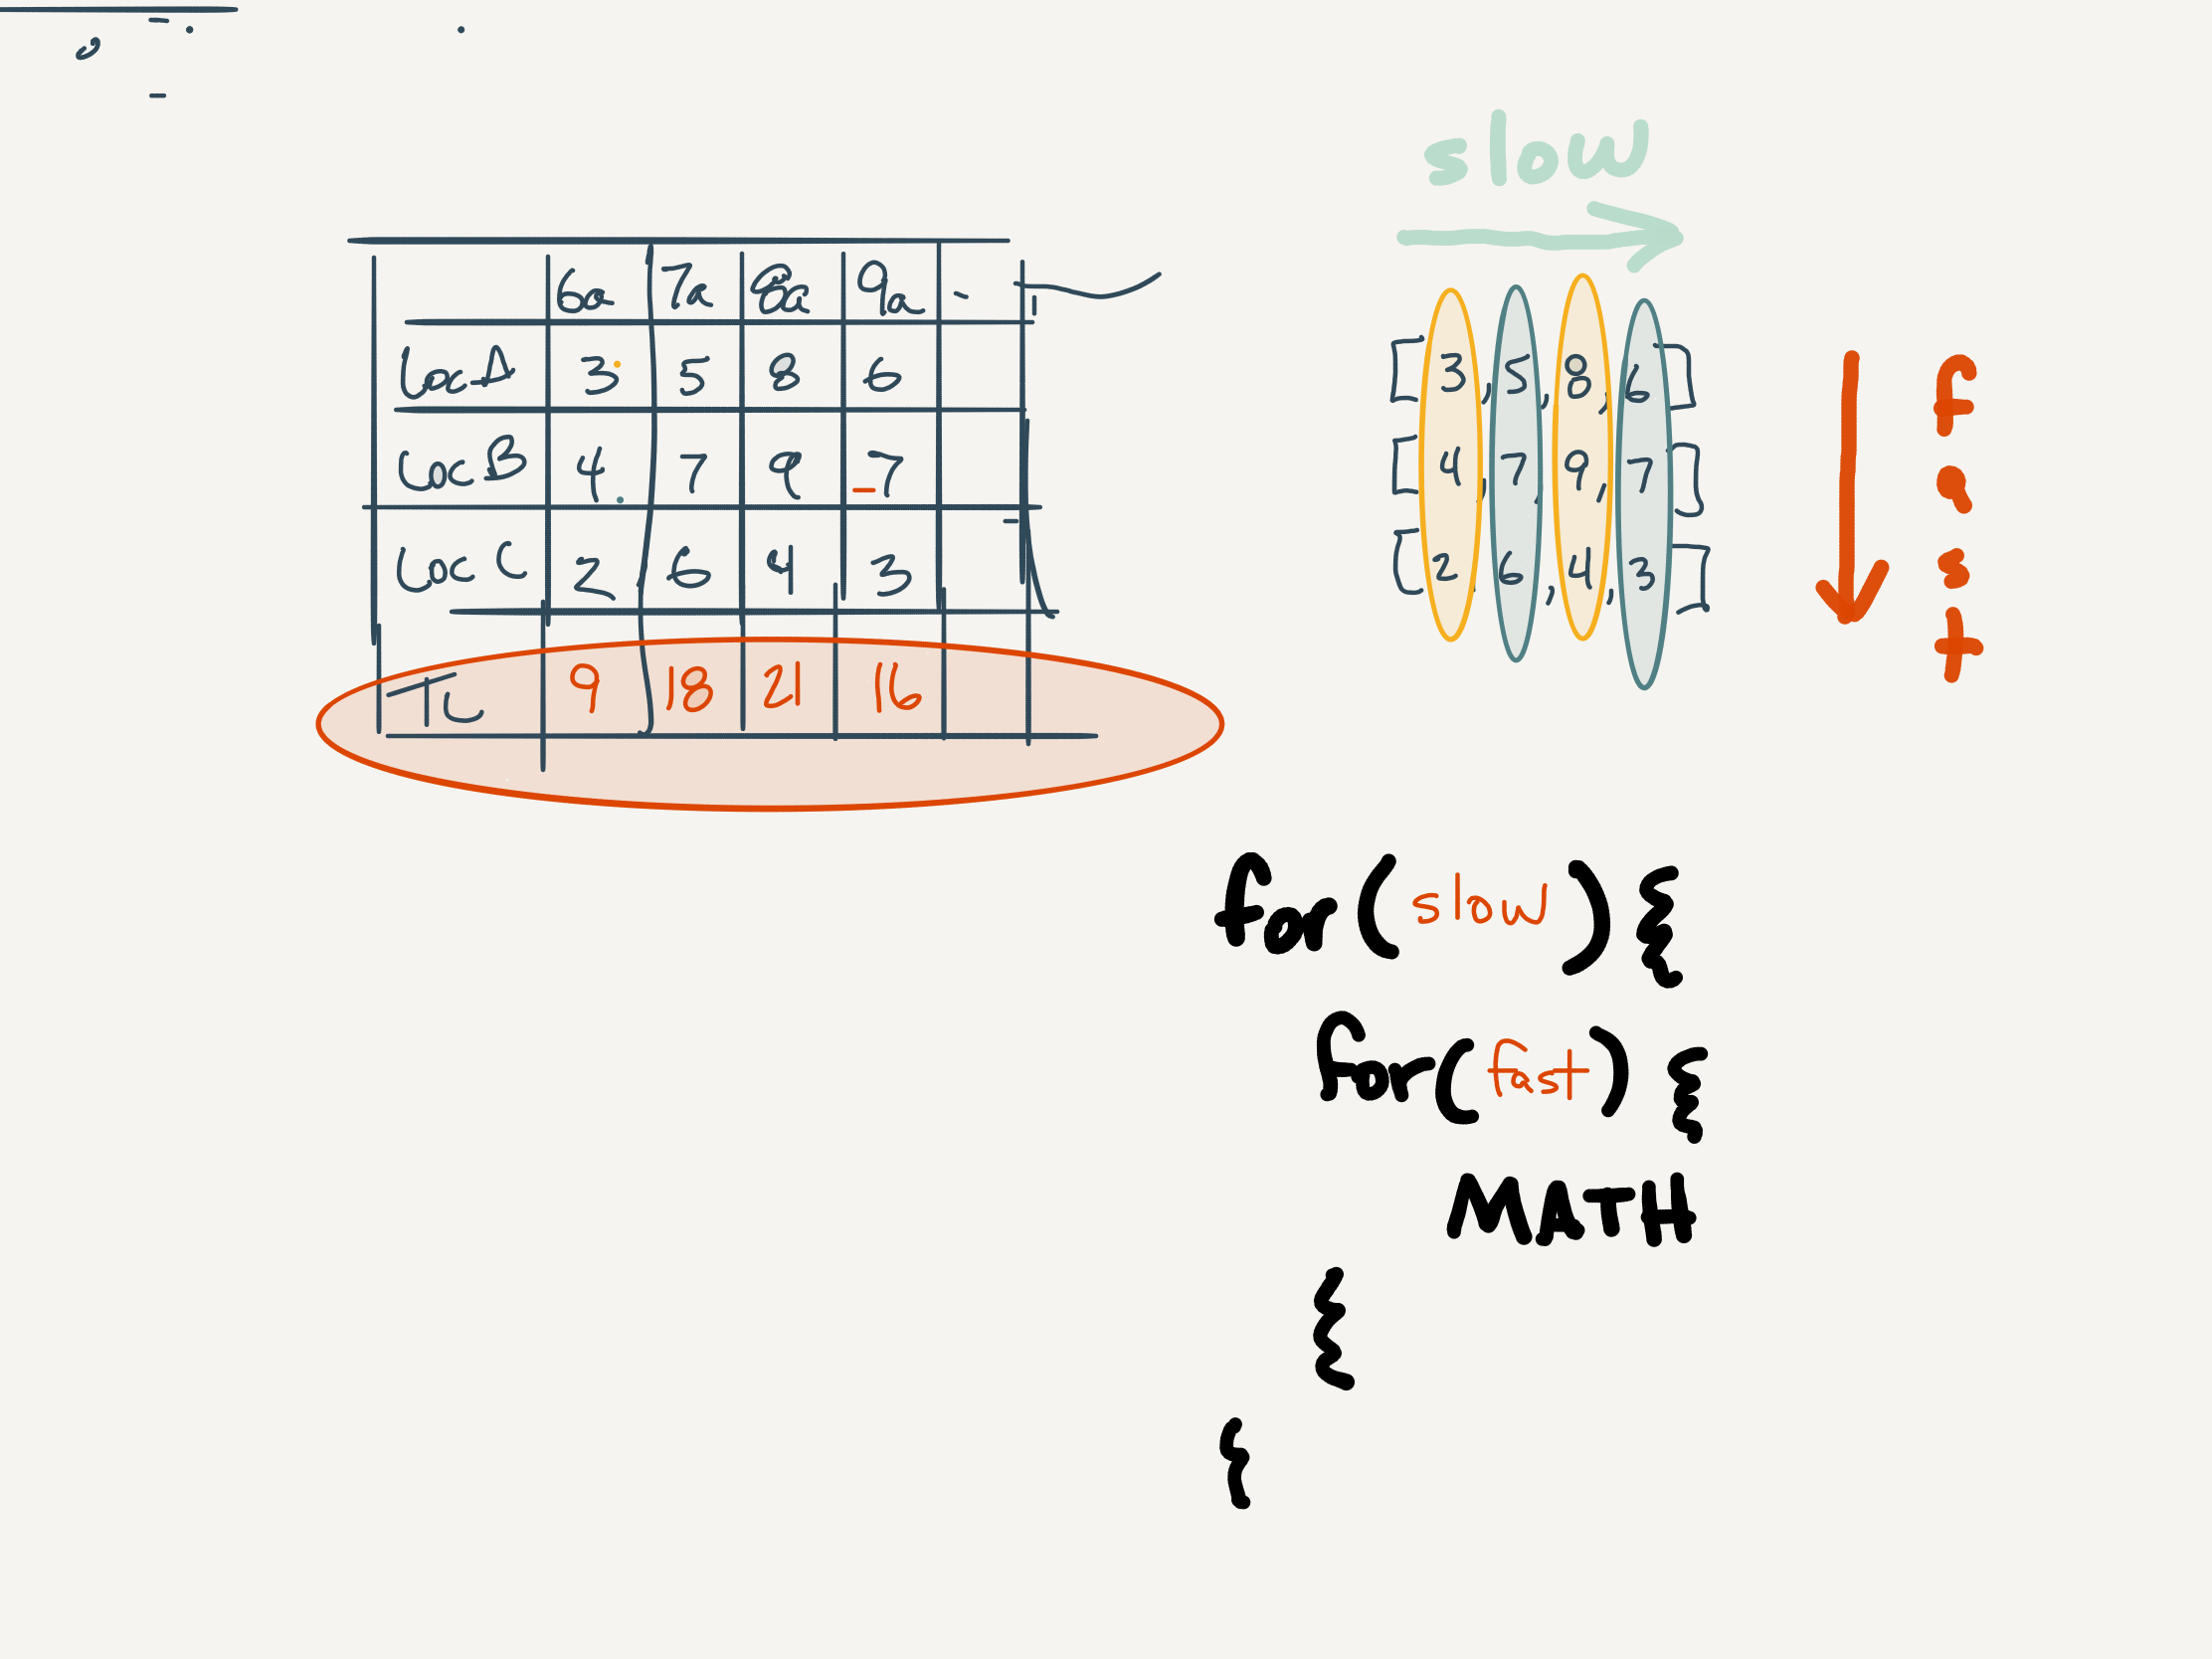 6a 7a 8a 9a
Loc A 3 5 8 6
Loc B 4 7 9 7
Loc C 2 6 4 3
9 18 21 16
slow
[3, 5, 8, 6]
[4, 7, 9, 7]
[2, 6, 4, 3]
fast
for(slow){
for(fast){
MATH
{
{